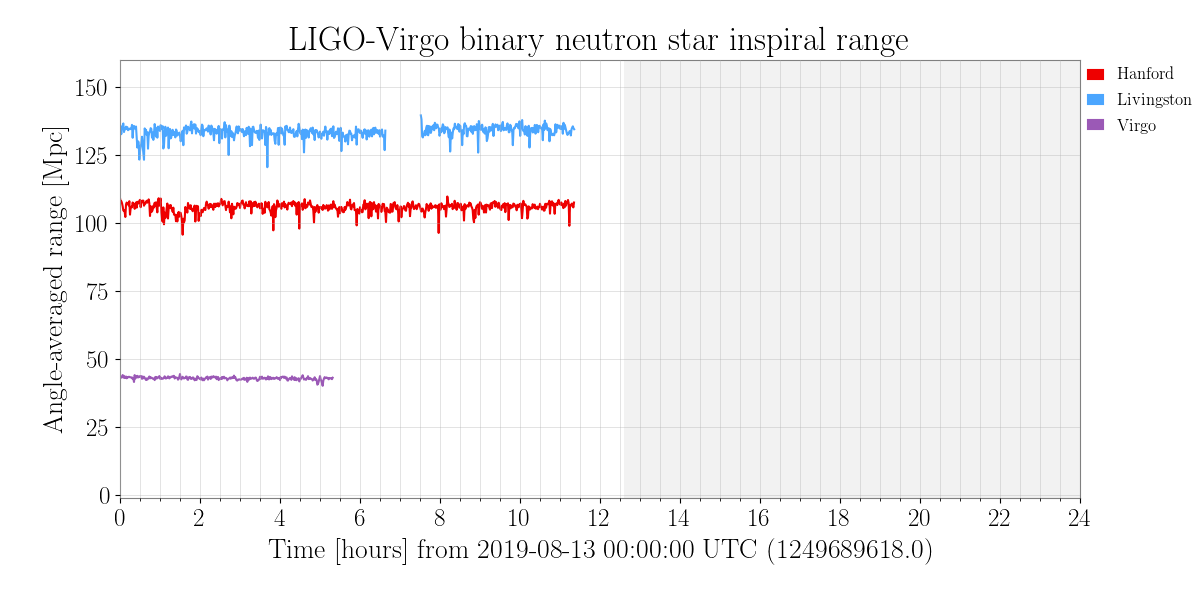 LIGO-Virgo binary neutron star inspiral range
Hanford
Livingston
Virgo
Angle-averaged range [Mpc]
150
125
100
75
50
25
0
0 2 4 6 8 10 12 14 16 18 20 22 24
Time [hours] from 2019-08-13 00:00:00 UTC (1249689618.0)